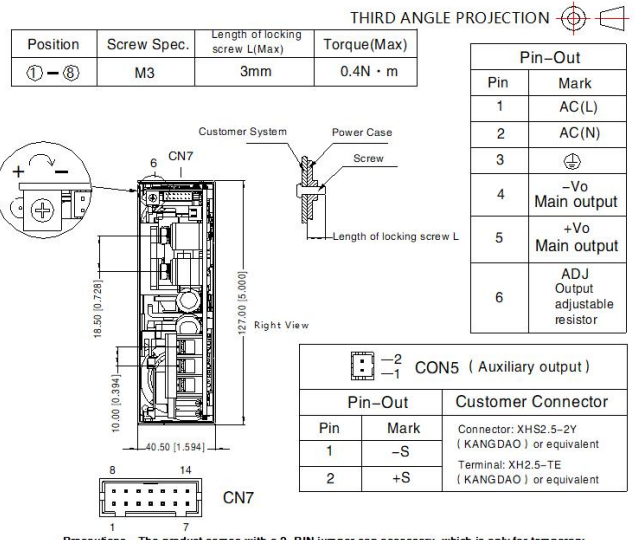 THIRD ANGLE PROJECTION
Position Screw Spec. Length of locking screw L(Max) Torque(Max)
①–⑧ M3 3mm 0.4N・m
Pin-Out
Pin Mark
1 AC(L)
2 AC(N)
3
4 -Vo Main output
5 +Vo Main output
6 ADJ Output adjustable resistor
Customer System
Power Case
Screw
Length of locking screw L
+ -
6 CN7
18.50 [0.728]
127.00 [5.000]
10.00 [0.394]
Right View
40.50 [1.594]
2
1
CON5 ( Auxiliary output )
Pin-Out Customer Connector
Pin Mark
1 -S
2 +S
Connector: XHS2.5-2Y
( KANGDAO ) or equivalent
Terminal: XH2.5-TE
( KANGDAO ) or equivalent
8 14
CN7
1 7